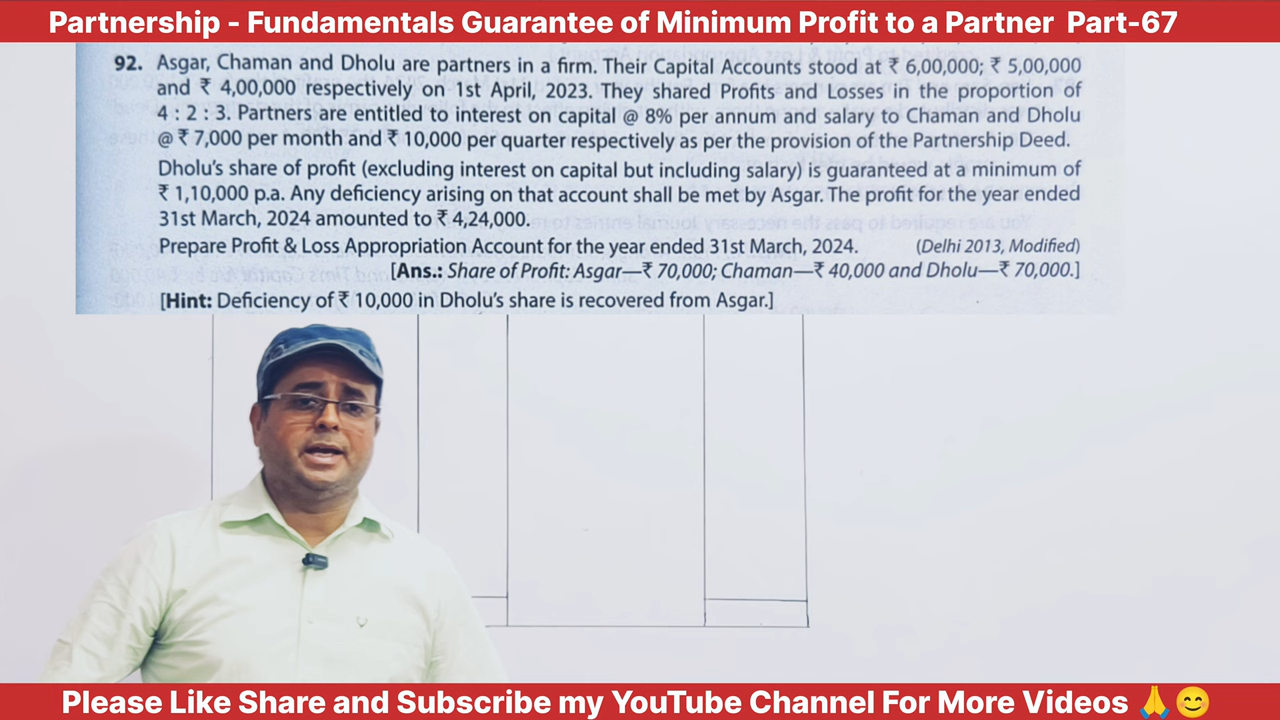 Partnership - Fundamentals Guarantee of Minimum Profit to a Partner Part-67
92. Asgar, Chaman and Dholu are partners in a firm. Their Capital Accounts stood at ₹ 6,00,000; ₹ 5,00,000
and ₹ 4,00,000 respectively on 1st April, 2023. They shared Profits and Losses in the proportion of
4 : 2 : 3. Partners are entitled to interest on capital @ 8% per annum and salary to Chaman and Dholu
@ ₹ 7,000 per month and ₹ 10,000 per quarter respectively as per the provision of the Partnership Deed.
Dholu's share of profit (excluding interest on capital but including salary) is guaranteed at a minimum of
₹ 1,10,000 p.a. Any deficiency arising on that account shall be met by Asgar. The profit for the year ended
31st March, 2024 amounted to ₹ 4,24,000.
Prepare Profit & Loss Appropriation Account for the year ended 31st March, 2024. (Delhi 2013, Modified)
[Ans.: Share of Profit: Asgar—₹ 70,000; Chaman—₹ 40,000 and Dholu—₹ 70,000.]
[Hint: Deficiency of ₹ 10,000 in Dholu's share is recovered from Asgar.]
Please Like Share and Subscribe my YouTube Channel For More Videos 🙏😊